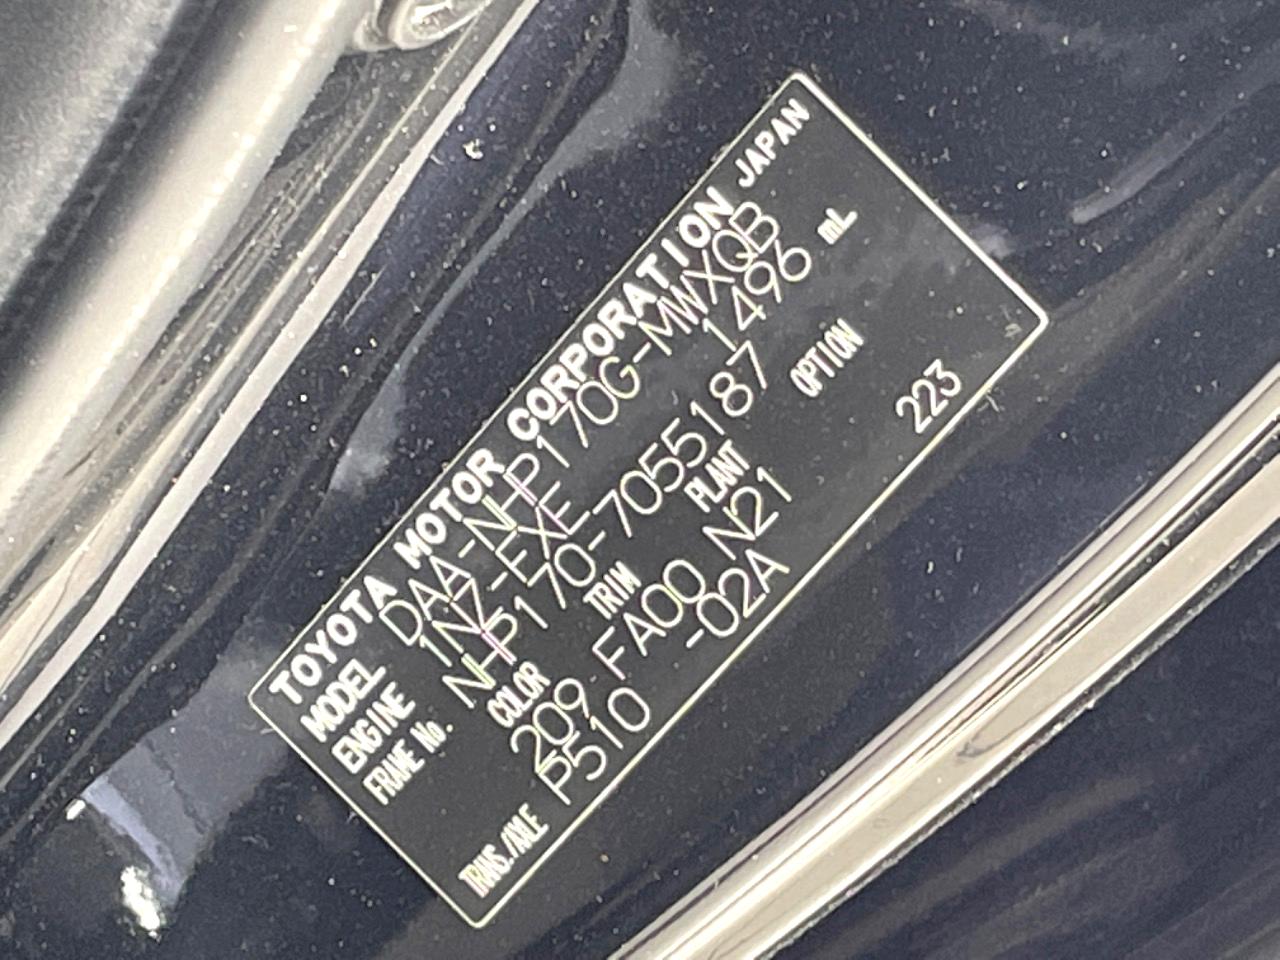 TOYOTA MOTOR CORPORATION JAPAN
MODEL DAA-NHP170G-MWXQB
ENGINE 1NZ-FXE 1496 mL
FRAME No. NHP170-7055187
COLOR TRIM PLANT OPTION
209 FA00 N21
TRANS./AXLE P510 -02A 223